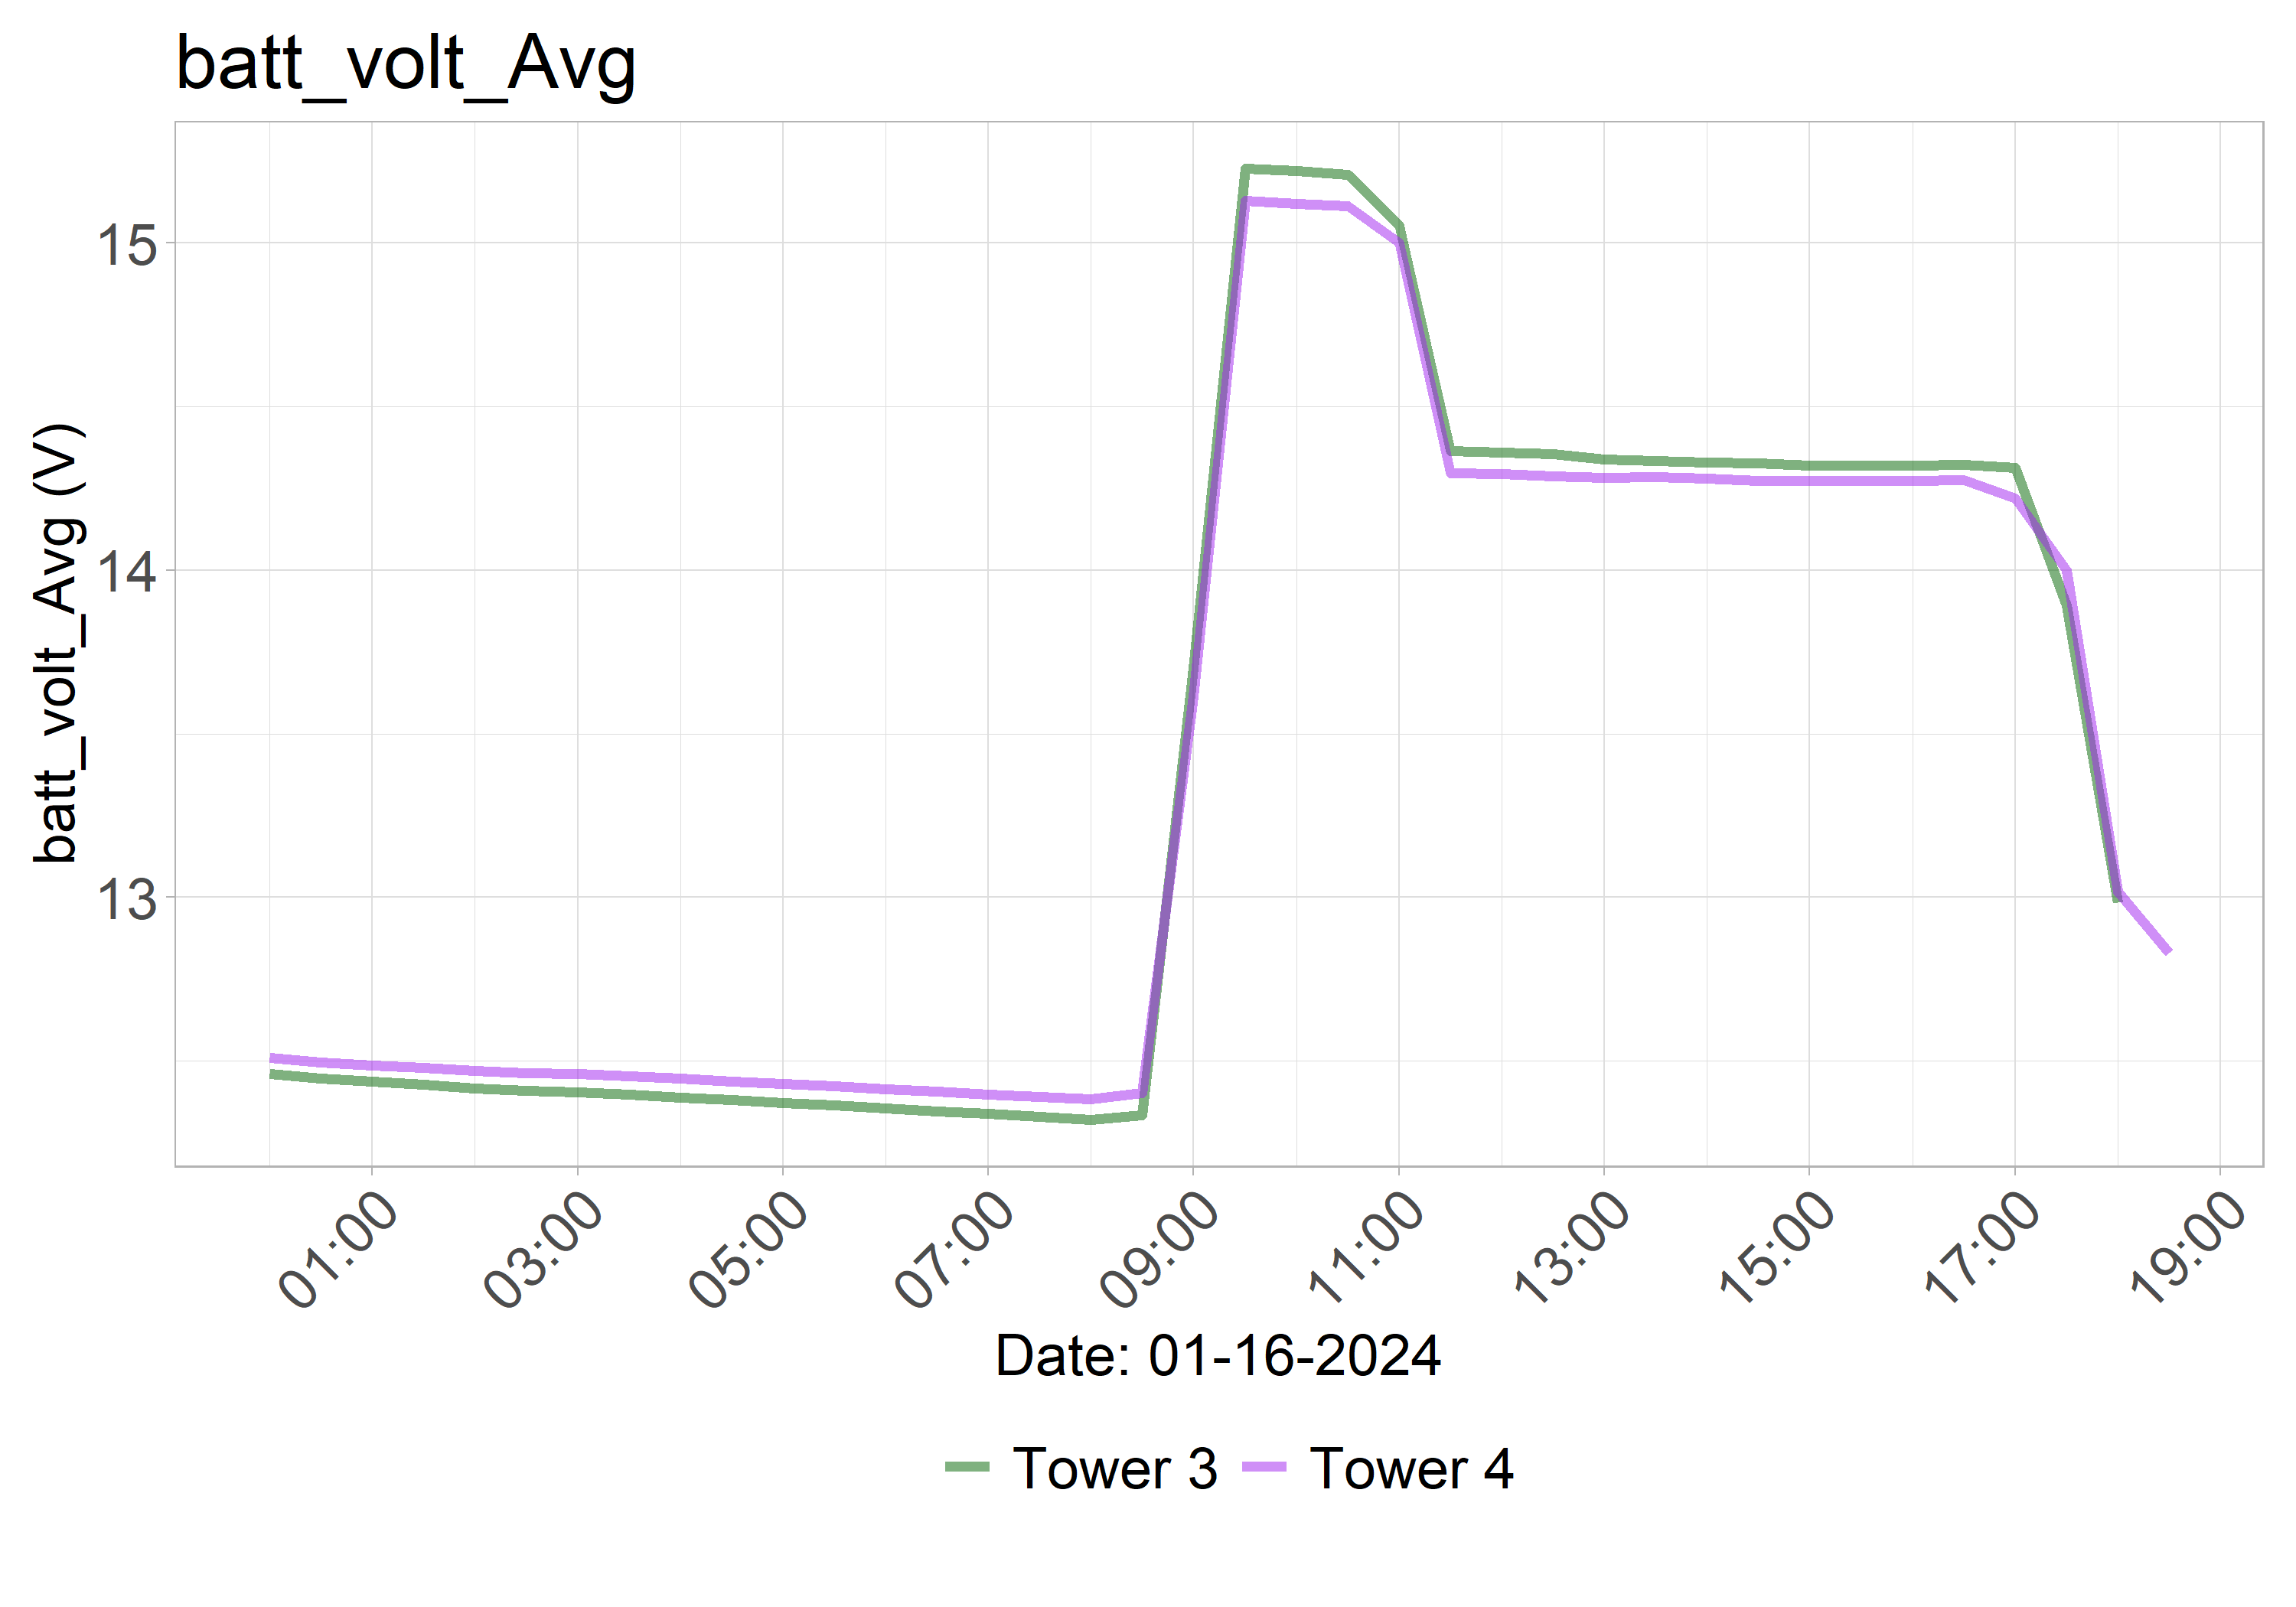 batt_volt_Avg
batt_volt_Avg (V)
15
14
13
01:00 03:00 05:00 07:00 09:00 11:00 13:00 15:00 17:00 19:00
Date: 01-16-2024
Tower 3 Tower 4